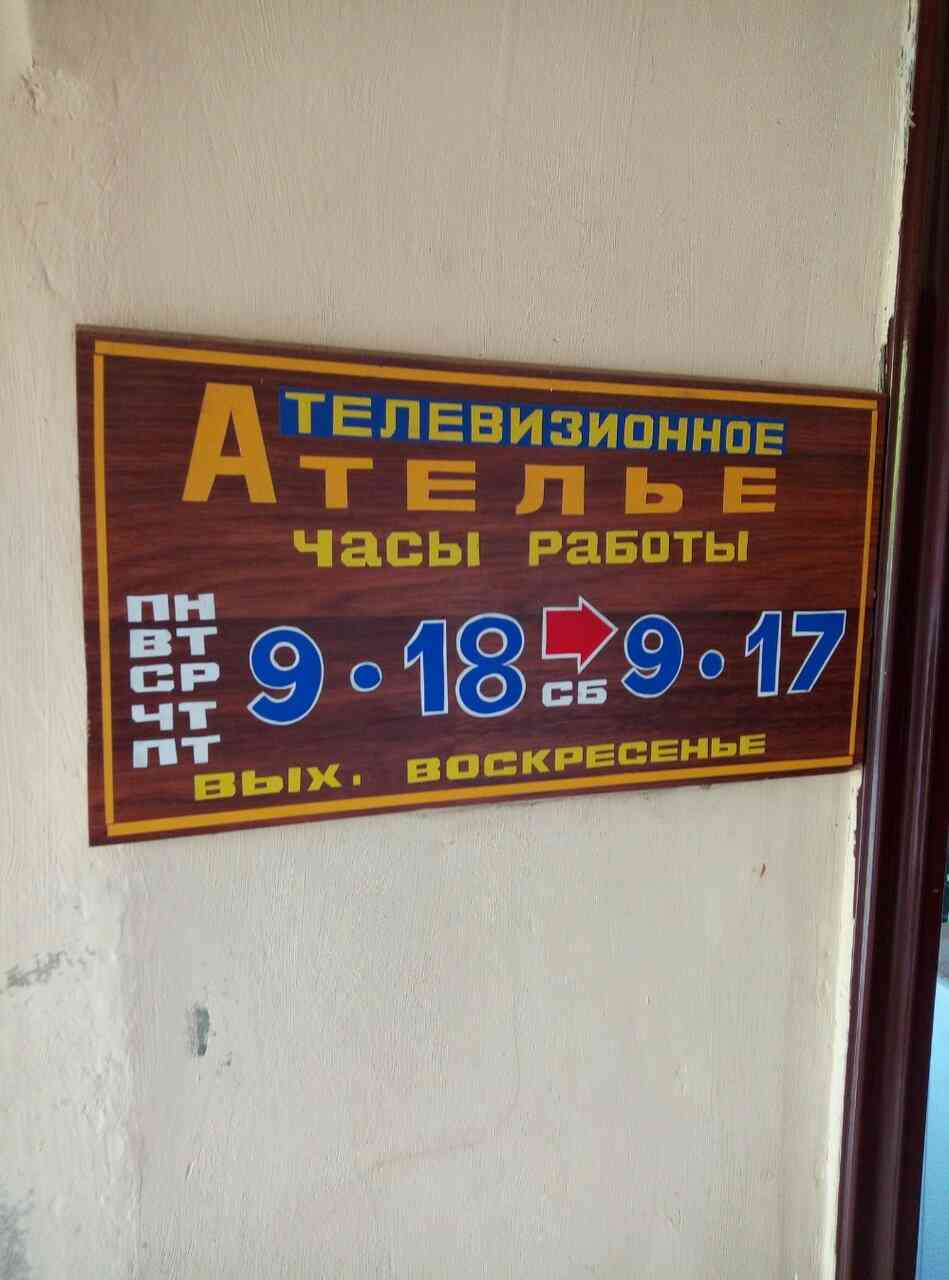 ТЕЛЕВИЗИОННОЕ
АТЕЛЬЕ
ЧАСЫ РАБОТЫ
ПН
ВТ
СР
ЧТ
ПТ
9 • 18
СБ
9 • 17
ВЫХ. ВОСКРЕСЕНЬЕ